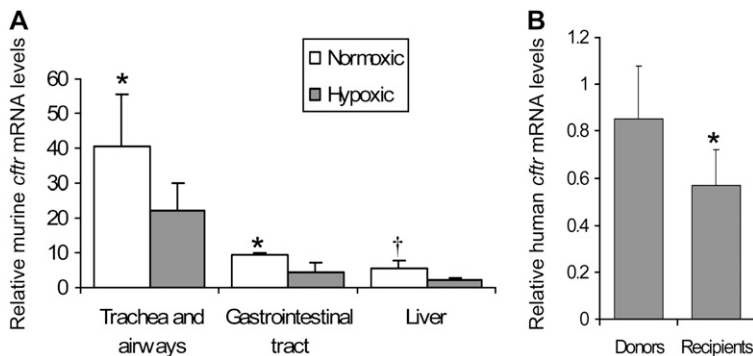 A
Relative murine cftr mRNA levels
60
50
40
30
20
10
0
*
*
†
Normoxic
Hypoxic
Trachea and
airways
Gastrointestinal
tract
Liver
B
Relative human cftr mRNA levels
1.2
1
0.8
0.6
0.4
0.2
0
*
Donors
Recipients